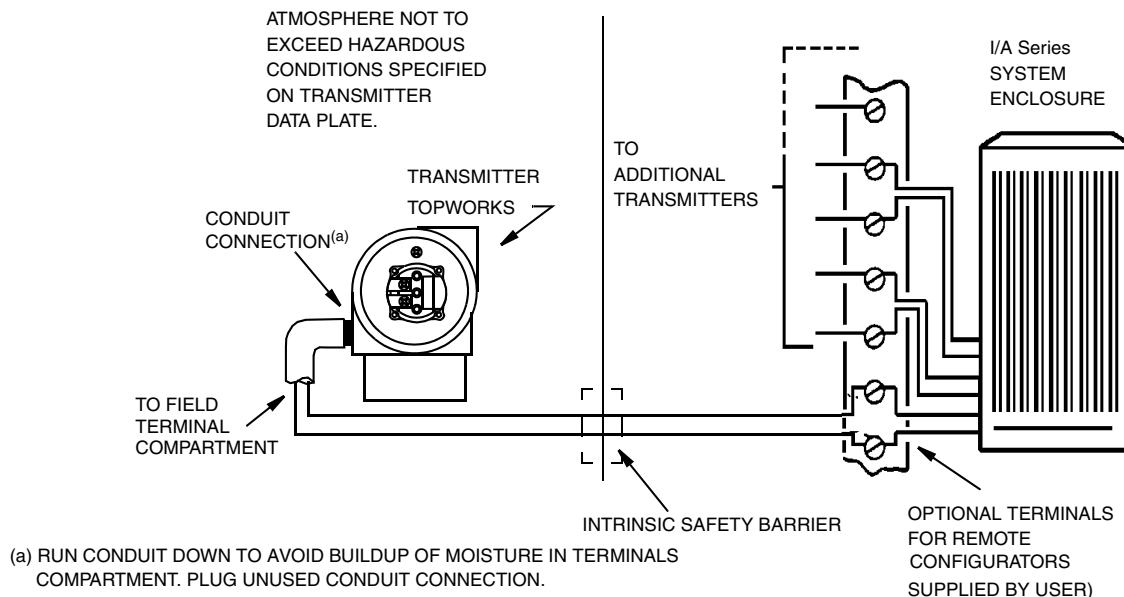 ATMOSPHERE NOT TO
EXCEED HAZARDOUS
CONDITIONS SPECIFIED
ON TRANSMITTER
DATA PLATE.
I/A Series
SYSTEM
ENCLOSURE
TO
ADDITIONAL
TRANSMITTERS
TRANSMITTER
TOPWORKS
CONDUIT
CONNECTION(a)
TO FIELD
TERMINAL
COMPARTMENT
INTRINSIC SAFETY BARRIER
OPTIONAL TERMINALS
FOR REMOTE
CONFIGURATORS
SUPPLIED BY USER)
(a) RUN CONDUIT DOWN TO AVOID BUILDUP OF MOISTURE IN TERMINALS
COMPARTMENT. PLUG UNUSED CONDUIT CONNECTION.